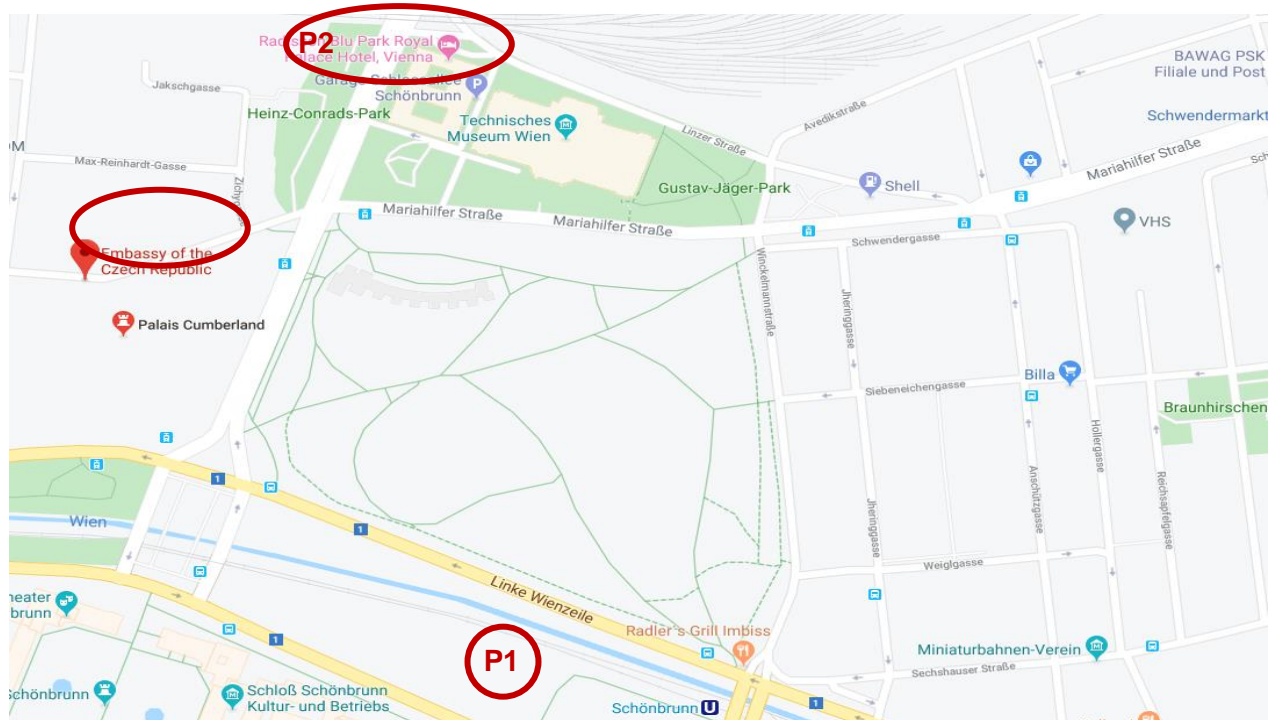 P2
Radisson Blu Park Royal
Palace Hotel, Vienna
BAWAG PSK
Filiale und Post
Jakschgasse
Garage Schlossallee
Schönbrunn
Heinz-Conrads-Park
Technisches
Museum Wien
Avedikstraße
Schwendermarkt
Linzer Straße
Mariahilfer Straße
Max-Reinhardt-Gasse
Gustav-Jäger-Park
Shell
Mariahilfer Straße
Mariahilfer Straße
VHS
Schwendergasse
Embassy of the
Czech Republic
Winckelmannstraße
Jheringgasse
Palais Cumberland
Billa
Siebeneichengasse
Braunhirschen
Hollergasse
Anschützgasse
Reichsapfelgasse
1
Wien
1
Jheringgasse
Weiglgasse
Linke Wienzeile
heater
brunn
Radler's Grill Imbiss
1
P1
Miniaturbahnen-Verein
Sechshauser Straße
Schönbrunn
Schloß Schönbrunn
Kultur- und Betriebs
Schönbrunn U
1